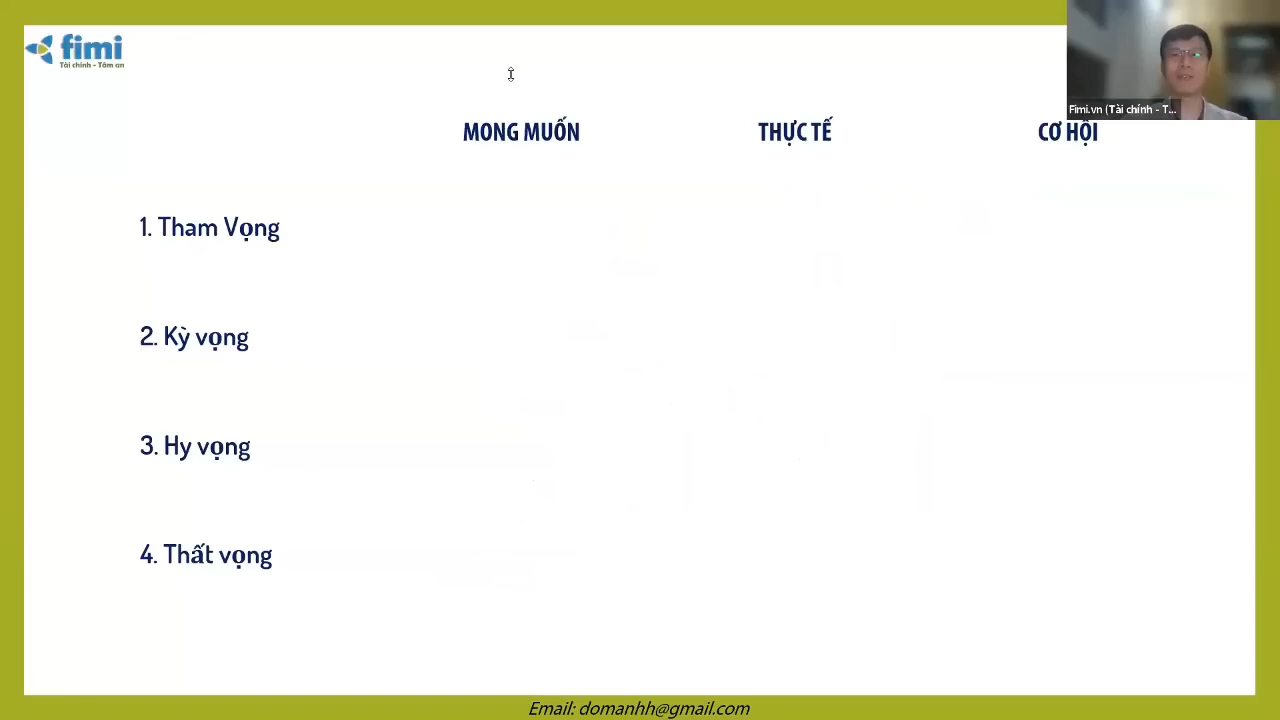 fimi
Tài chính - Tâm an
Fimi.vn (Tài chính - T...
MONG MUỐN THỰC TẾ CƠ HỘI
1. Tham Vọng
2. Kỳ vọng
3. Hy vọng
4. Thất vọng
Email: domanhh@gmail.com